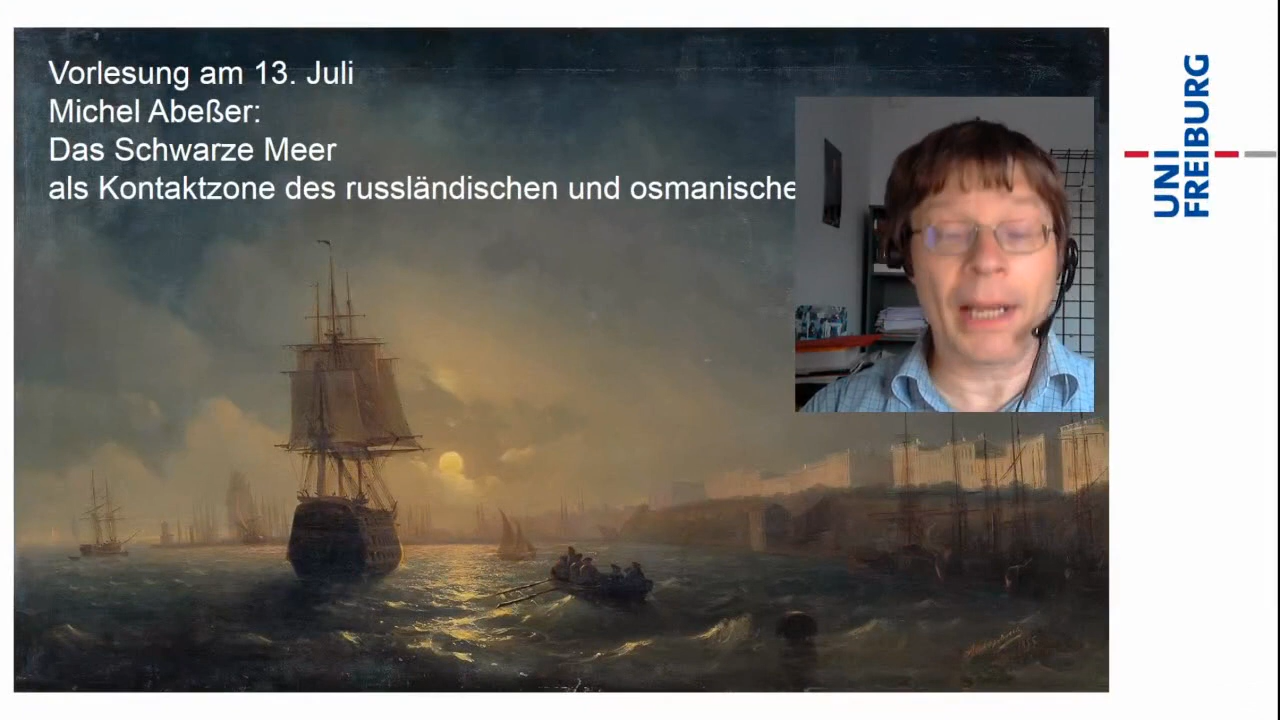 Vorlesung am 13. Juli
Michel Abeßer:
Das Schwarze Meer
als Kontaktzone des russländischen und osmanische
UNI
FREIBURG